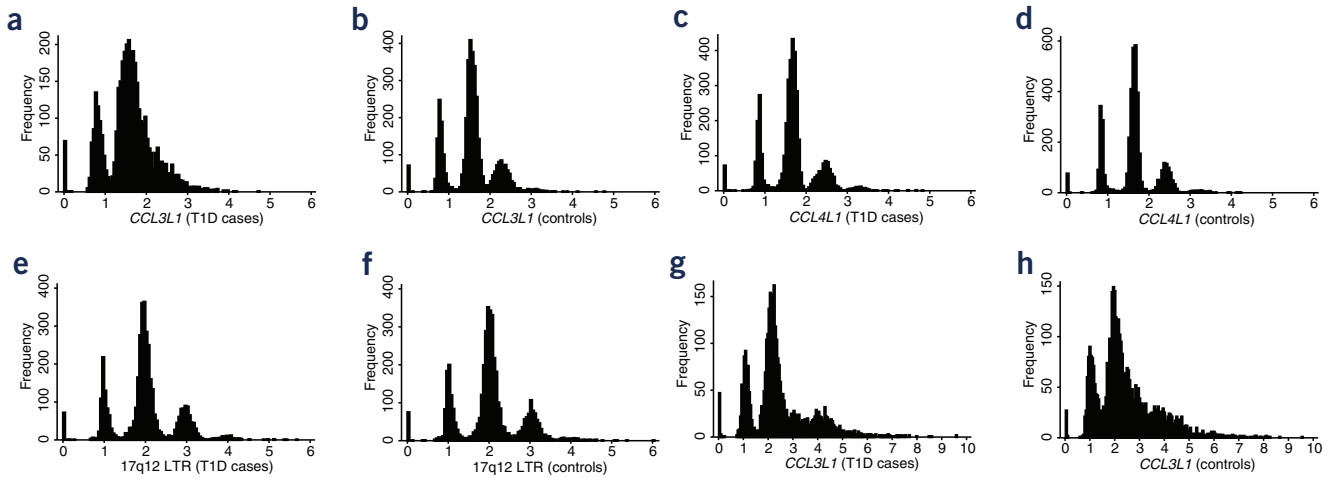 a
Frequency
200
150
100
50
0
0 1 2 3 4 5 6
CCL3L1 (T1D cases)
b
Frequency
400
300
200
100
0
0 1 2 3 4 5 6
CCL3L1 (controls)
c
Frequency
400
300
200
100
0
0 1 2 3 4 5 6
CCL4L1 (T1D cases)
d
Frequency
600
400
200
0
0 1 2 3 4 5 6
CCL4L1 (controls)
e
Frequency
400
300
200
100
0
0 1 2 3 4 5 6
17q12 LTR (T1D cases)
f
Frequency
400
300
200
100
0
0 1 2 3 4 5 6
17q12 LTR (controls)
g
Frequency
150
100
50
0
0 1 2 3 4 5 6 7 8 9 10
CCL3L1 (T1D cases)
h
Frequency
150
100
50
0
0 1 2 3 4 5 6 7 8 9 10
CCL3L1 (controls)